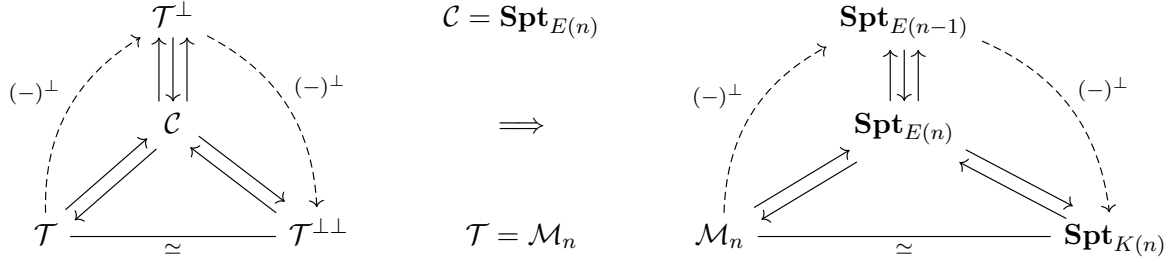 𝒯^⊥ 𝒞 = **Spt**_{E(n)} **Spt**_{E(n−1)}
(−)^⊥ (−)^⊥ (−)^⊥ (−)^⊥
𝒞 ⟹ **Spt**_{E(n)}
𝒯 ≃ 𝒯^{⊥⊥} 𝒯 = ℳ_n ℳ_n ≃ **Spt**_{K(n)}